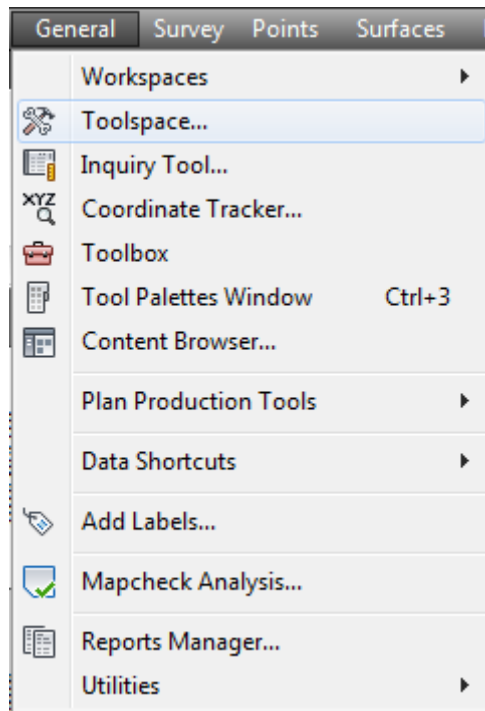 General Survey Points Surfaces
Workspaces
Toolspace...
Inquiry Tool...
XYZ Coordinate Tracker...
Toolbox
Tool Palettes Window Ctrl+3
Content Browser...
Plan Production Tools
Data Shortcuts
Add Labels...
Mapcheck Analysis...
Reports Manager...
Utilities